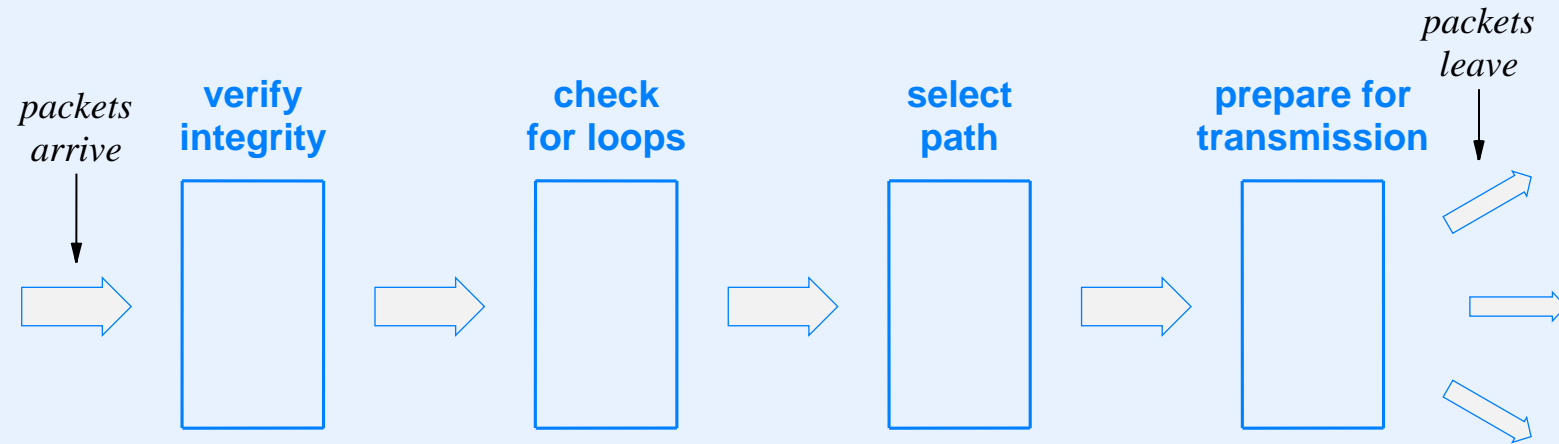 packets
arrive
verify
integrity
check
for loops
select
path
prepare for
transmission
packets
leave